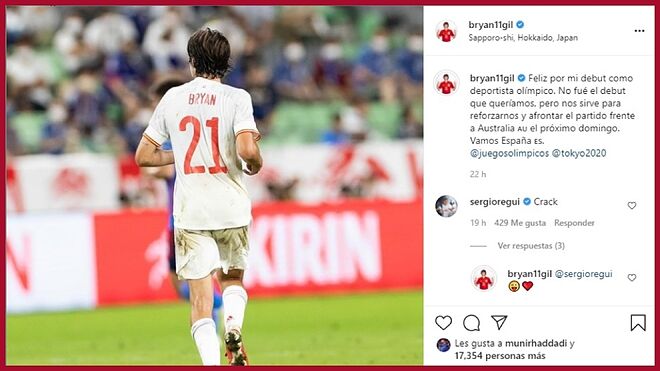 BRYAN
21
KIRIN
bryan11gil
Sapporo-shi, Hokkaido, Japan
bryan11gil Feliz por mi debut como
deportista olímpico. No fué el debut
que queríamos, pero nos sirve para
reforzarnos y afrontar el partido frente
a Australia AU el próximo domingo.
Vamos España ES.
@juegosolimpicos @tokyo2020
22 h
sergioregui Crack
19 h 429 Me gusta Responder
Ver respuestas (3)
bryan11gil @sergioregui
😜❤️
Les gusta a munirhaddadi y
17,354 personas más